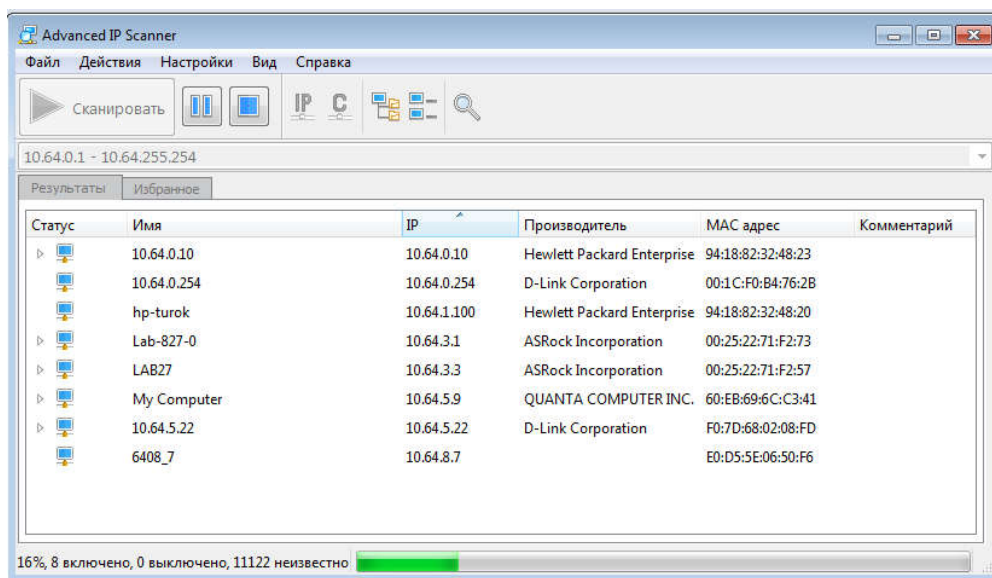 Advanced IP Scanner
Файл Действия Настройки Вид Справка
Сканировать IP C
10.64.0.1 - 10.64.255.254
Результаты Избранное
Статус Имя IP Производитель MAC адрес Комментарий
10.64.0.10 10.64.0.10 Hewlett Packard Enterprise 94:18:82:32:48:23
10.64.0.254 10.64.0.254 D-Link Corporation 00:1C:F0:B4:76:2B
hp-turok 10.64.1.100 Hewlett Packard Enterprise 94:18:82:32:48:20
Lab-827-0 10.64.3.1 ASRock Incorporation 00:25:22:71:F2:73
LAB27 10.64.3.3 ASRock Incorporation 00:25:22:71:F2:57
My Computer 10.64.5.9 QUANTA COMPUTER INC. 60:EB:69:6C:C3:41
10.64.5.22 10.64.5.22 D-Link Corporation F0:7D:68:02:08:FD
6408_7 10.64.8.7 E0:D5:5E:06:50:F6
16%, 8 включено, 0 выключено, 11122 неизвестно